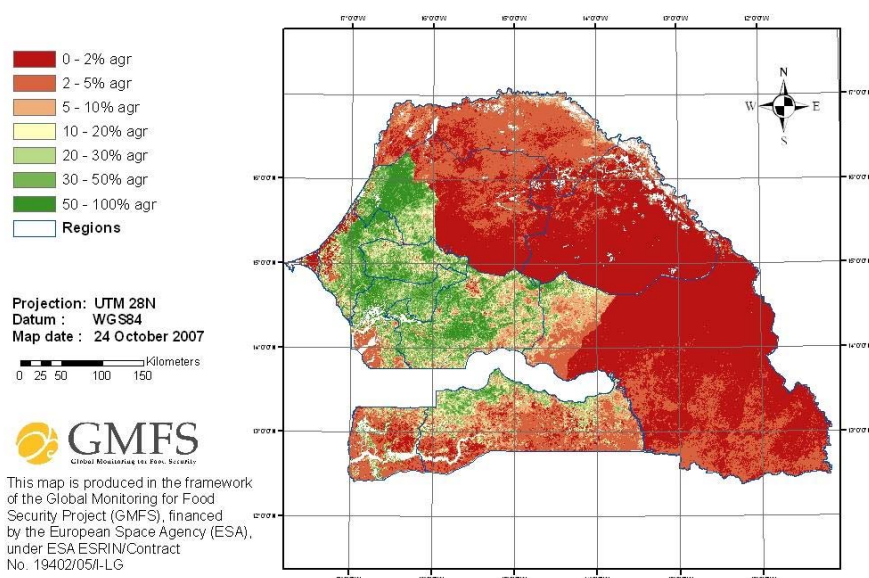 0 - 2% agr
2 - 5% agr
5 - 10% agr
10 - 20% agr
20 - 30% agr
30 - 50% agr
50 - 100% agr
Regions
Projection: UTM 28N
Datum : WGS84
Map date : 24 October 2007
Kilometers
0 25 50 100 150
GMFS
Global Monitoring for Food Security
This map is produced in the framework
of the Global Monitoring for Food
Security Project (GMFS), financed
by the European Space Agency (ESA),
under ESA ESRIN/Contract
No. 19402/05/I-LG
N
W E
S